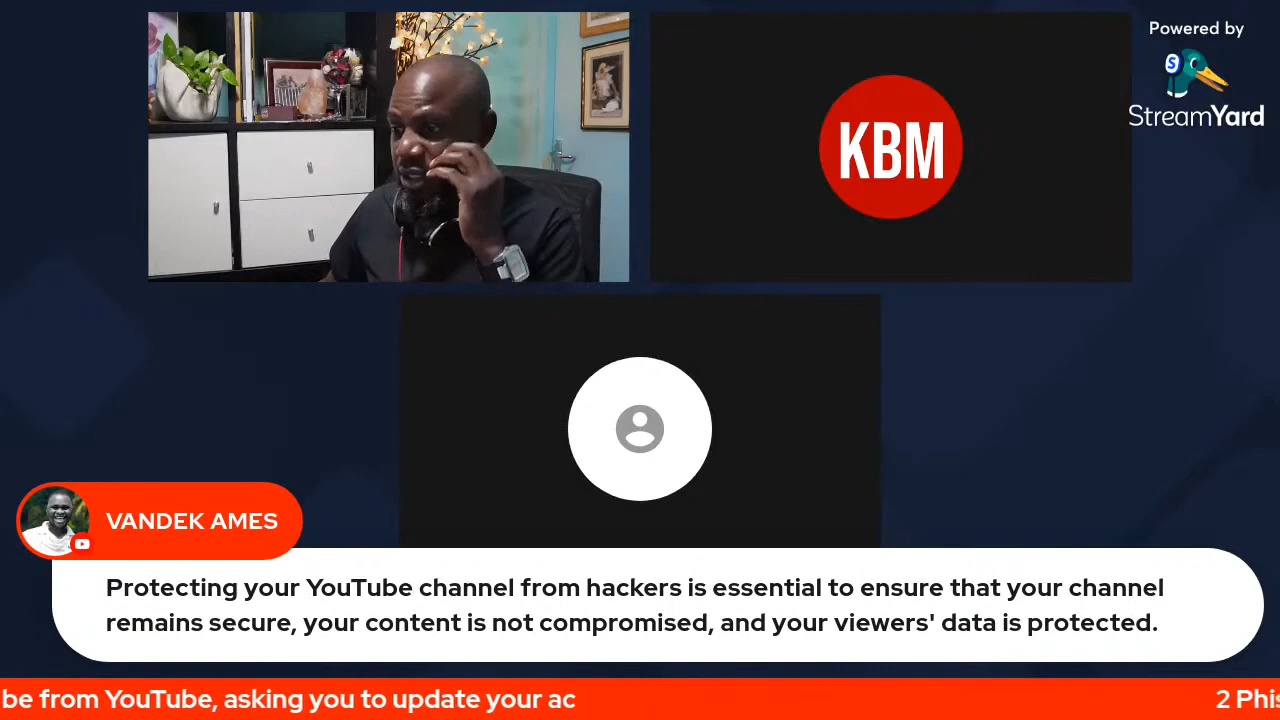 Powered by
StreamYard
KBM
VANDEK AMES
Protecting your YouTube channel from hackers is essential to ensure that your channel
remains secure, your content is not compromised, and your viewers' data is protected.
be from YouTube, asking you to update your ac
2 Phis